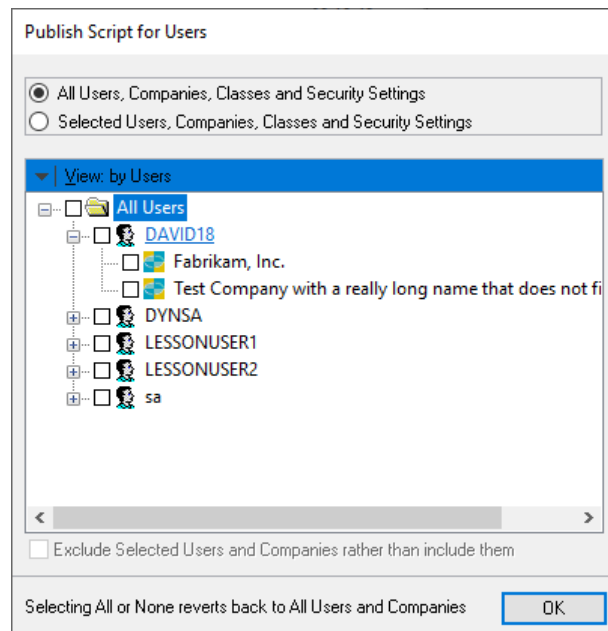 Publish Script for Users
All Users, Companies, Classes and Security Settings
Selected Users, Companies, Classes and Security Settings
View: by Users
All Users
DAVID18
Fabrikam, Inc.
Test Company with a really long name that does not fi
DYNSA
LESSONUSER1
LESSONUSER2
sa
Exclude Selected Users and Companies rather than include them
Selecting All or None reverts back to All Users and Companies
OK